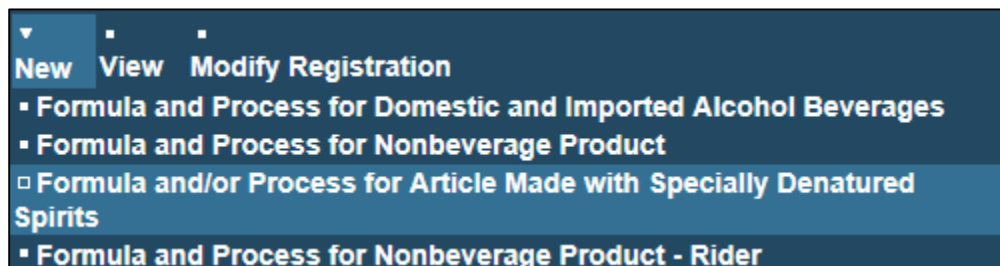 New View Modify Registration
Formula and Process for Domestic and Imported Alcohol Beverages
Formula and Process for Nonbeverage Product
Formula and/or Process for Article Made with Specially Denatured
Spirits
Formula and Process for Nonbeverage Product - Rider